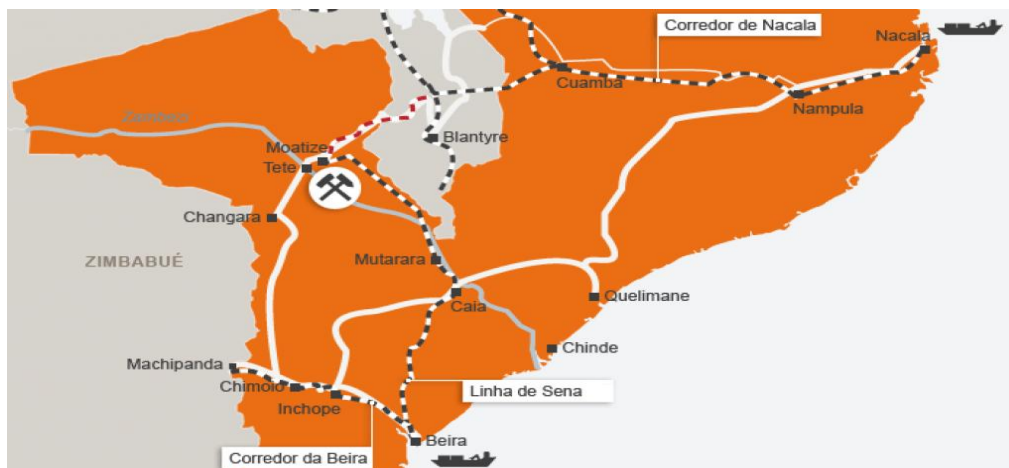 Corredor de Nacala
Nacala
Cuamba
Nampula
Zambezi
Blantyre
Moatize
Tete
Changara
ZIMBABUÉ
Mutarara
Caia
Quelimane
Chinde
Machipanda
Chimoio
Linha de Sena
Inchope
Beira
Corredor da Beira